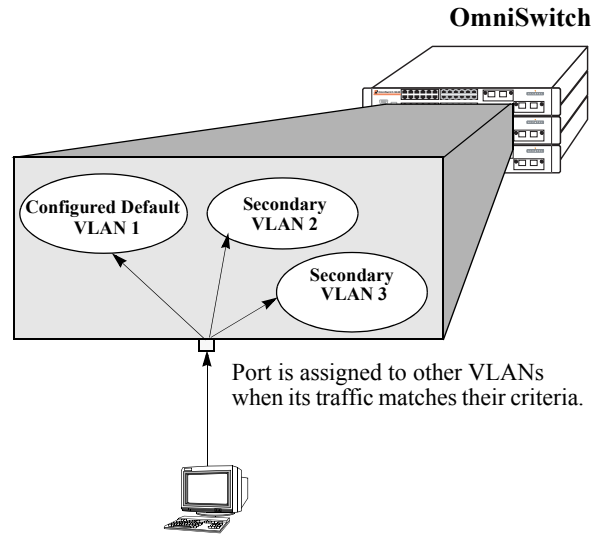 OmniSwitch
Configured Default
VLAN 1
Secondary
VLAN 2
Secondary
VLAN 3
Port is assigned to other VLANs
when its traffic matches their criteria.